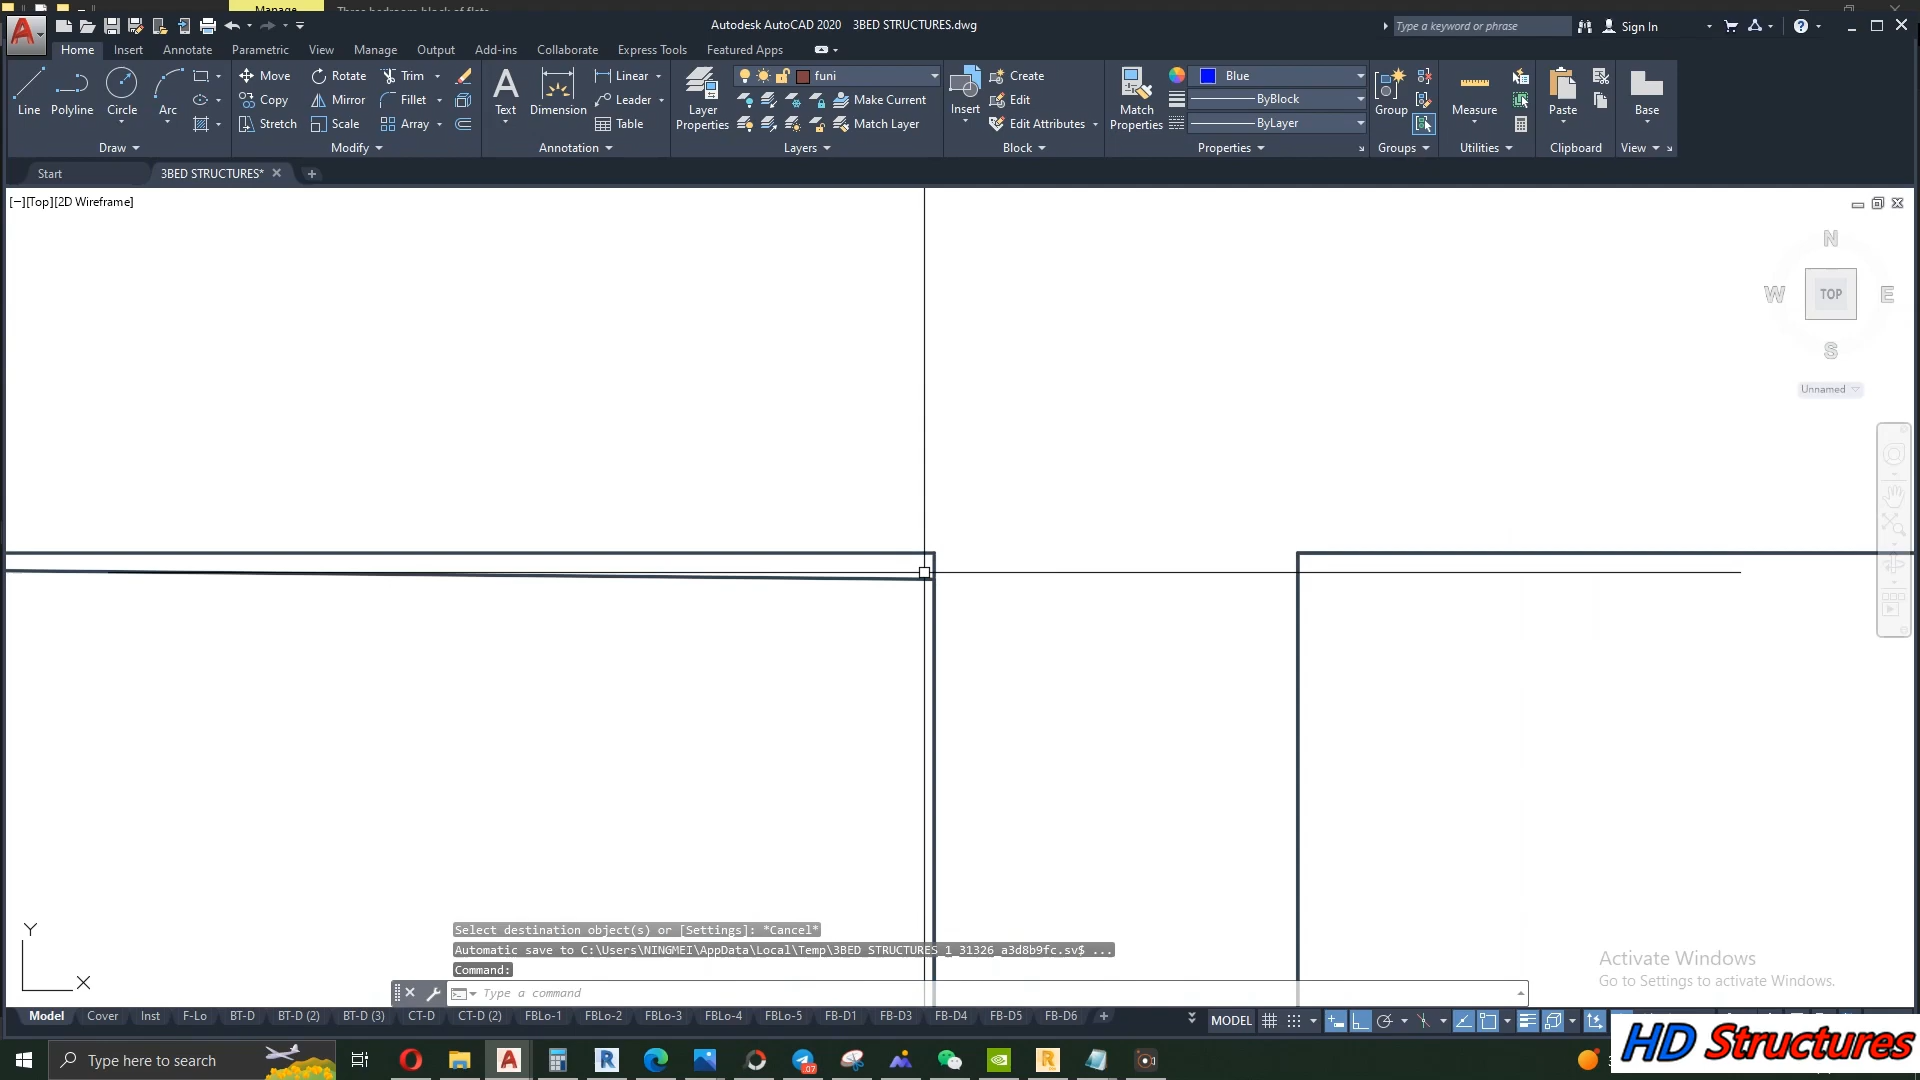 Autodesk AutoCAD 2020 3BED STRUCTURES.dwg
Type a keyword or phrase
Sign In
Home Insert Annotate Parametric View Manage Output Add-ins Collaborate Express Tools Featured Apps
Line Polyline Circle Arc
Move Rotate Trim
Copy Mirror Fillet
Stretch Scale Array
Text Dimension
Linear
Leader
Table
Layer
Properties
funi
Make Current
Match Layer
Insert
Create
Edit
Edit Attributes
Match
Properties
Blue
ByBlock
ByLayer
Group
Measure
Paste
Base
Draw Modify Annotation Layers Block Properties Groups Utilities Clipboard View
Start 3BED STRUCTURES*
[−][Top][2D Wireframe]
N
W TOP E
S
Unnamed
Y
X
Select destination object(s) or [Settings]: *Cancel*
Automatic save to C:\Users\NINGMEI\AppData\Local\Temp\3BED STRUCTURES_1_31326_a3d8b9fc.sv$ ...
Command:
Type a command
Activate Windows
Go to Settings to activate Windows.
Model Cover Inst F-Lo BT-D BT-D (2) BT-D (3) CT-D CT-D (2) FBLo-1 FBLo-2 FBLo-3 FBLo-4 FBLo-5 FB-D1 FB-D3 FB-D4 FB-D5 FB-D6
MODEL
Type here to search
HD Structures